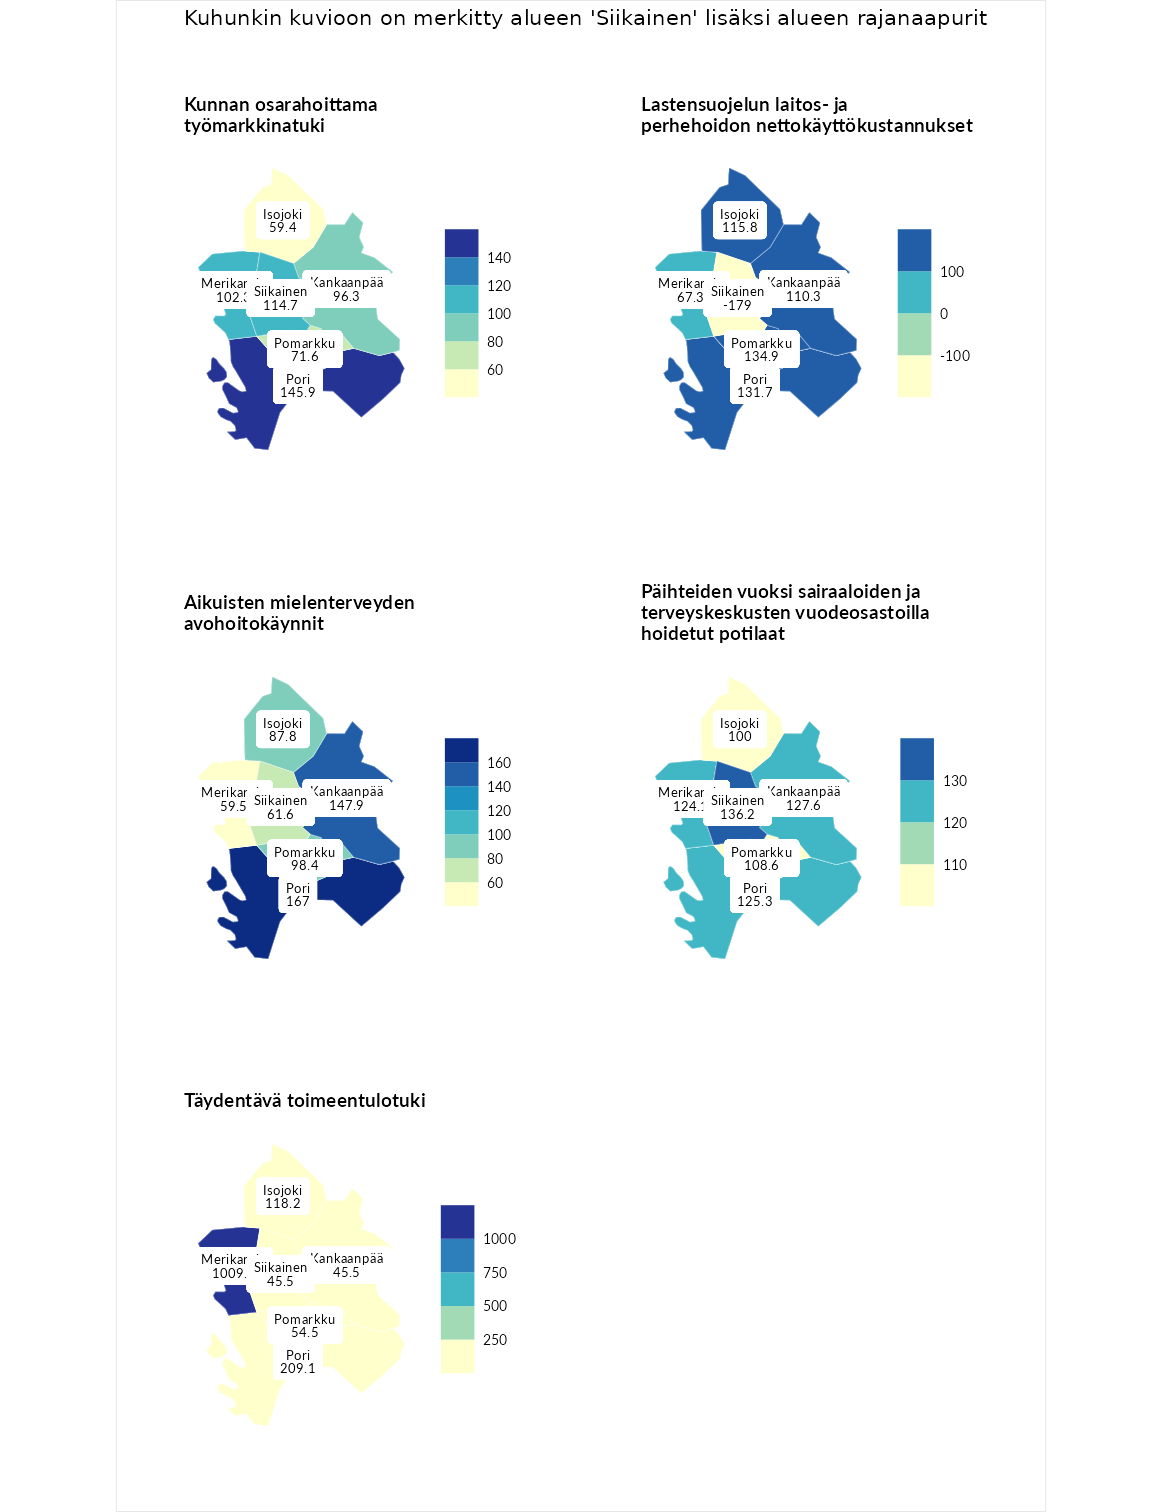 Kuhunkin kuvioon on merkitty alueen 'Siikainen' lisäksi alueen rajanaapurit
Kunnan osarahoittama
työmarkkinatuki
Isojoki
59.4
Kankaanpää
96.3
Siikainen
114.7
Pomarkku
71.6
Pori
145.9
140
120
100
80
60
Lastensuojelun laitos- ja
perhehoidon nettokäyttökustannukset
Isojoki
115.8
67.3
Kankaanpää
110.3
Siikainen
-179
Pomarkku
134.9
Pori
131.7
100
0
-100
Aikuisten mielenterveyden
avohoitokäynnit
Isojoki
87.8
59.5
Kankaanpää
147.9
Siikainen
61.6
Pomarkku
98.4
Pori
167
160
140
120
100
80
60
Päihteiden vuoksi sairaaloiden ja
terveyskeskusten vuodeosastoilla
hoidetut potilaat
Isojoki
100
Kankaanpää
127.6
Siikainen
136.2
Pomarkku
108.6
Pori
125.3
130
120
110
Täydentävä toimeentulotuki
Isojoki
118.2
Kankaanpää
45.5
Siikainen
45.5
Pomarkku
54.5
Pori
209.1
1000
750
500
250